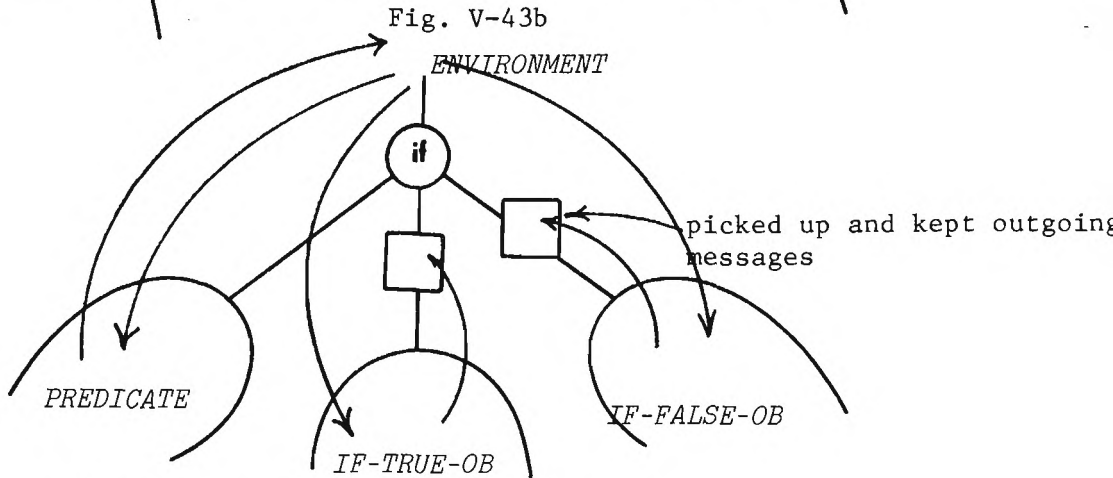 Fig. V-43b
ENVIRONMENT
if
picked up and kept outgoing
messages
PREDICATE
IF-FALSE-OB
IF-TRUE-OB